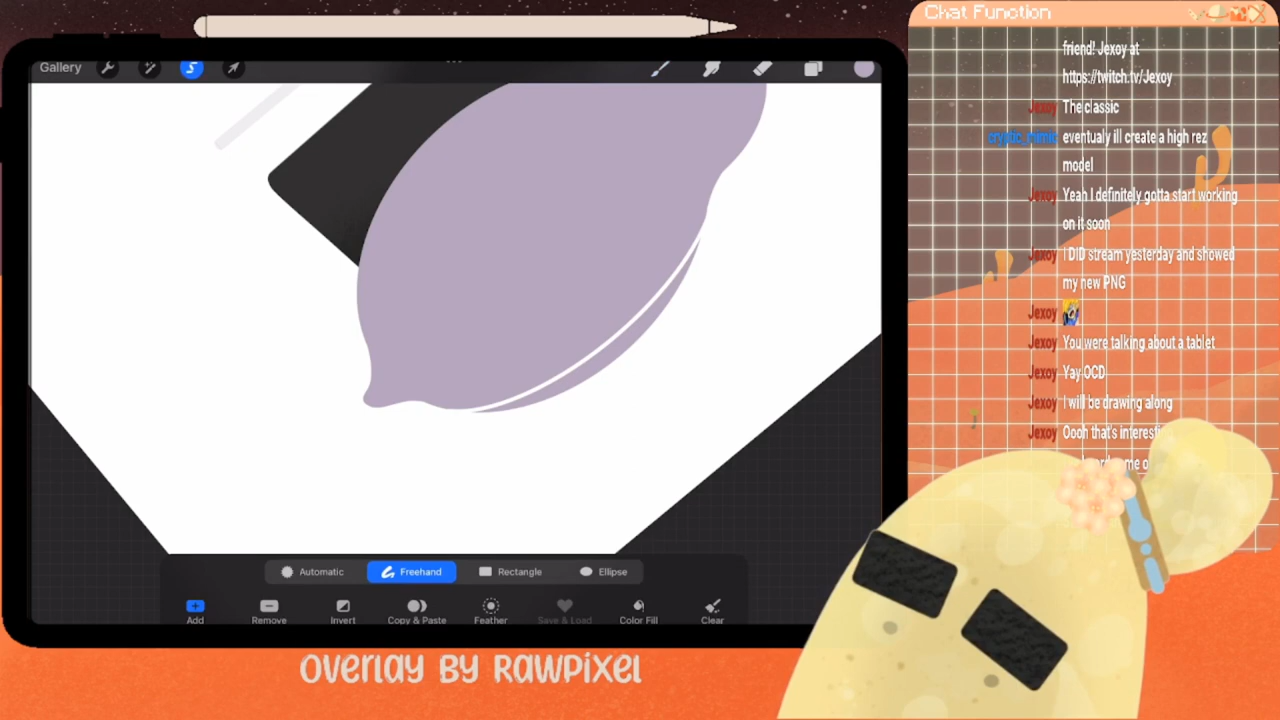 Chat Function
Gallery
friend! Jexoy at
https://twitch.tv/Jexoy
Jexoy The classic
cryptic_mimic eventualy ill create a high rez
model
Jexoy Yeah I definitely gotta start working
on it soon
Jexoy I DID stream yesterday and showed
my new PNG
Jexoy
Jexoy You were talking about a tablet
Jexoy Yay OCD
Jexoy I will be drawing along
Jexoy Oooh that's
Automatic Freehand Rectangle Ellipse
Add Remove Invert Copy & Paste Feather Save & Load Color Fill Clear
Overlay by Rawpixel